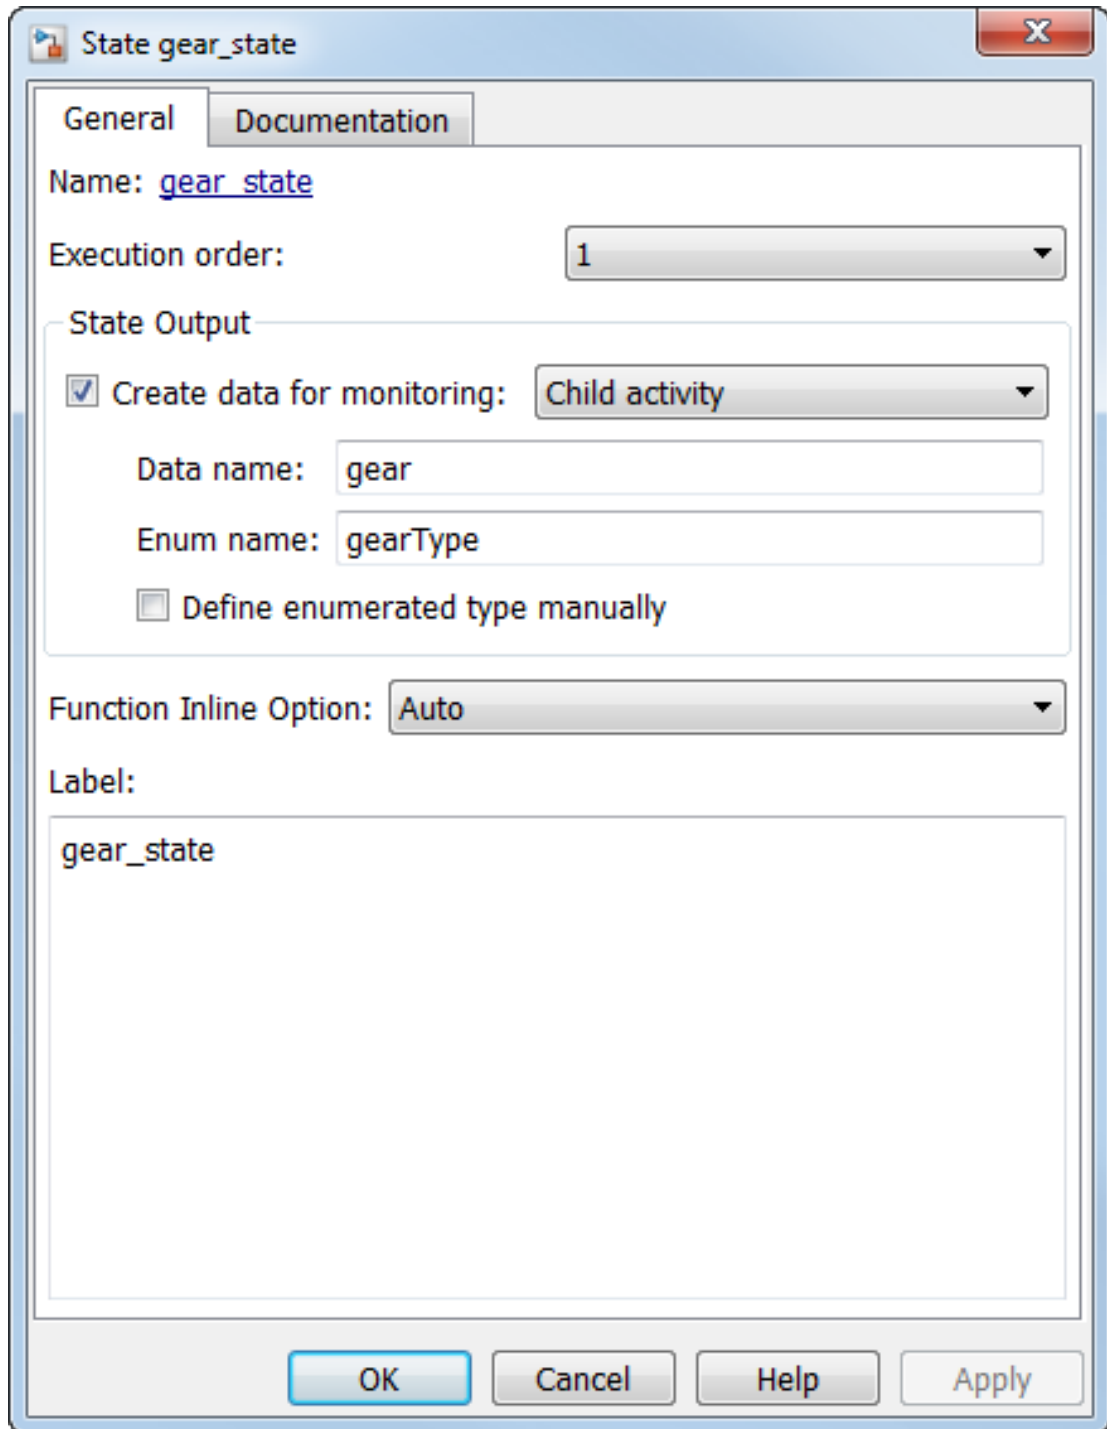 State gear_state
General Documentation
Name: gear_state
Execution order: 1
State Output
Create data for monitoring: Child activity
Data name: gear
Enum name: gearType
Define enumerated type manually
Function Inline Option: Auto
Label:
gear_state
OK Cancel Help Apply